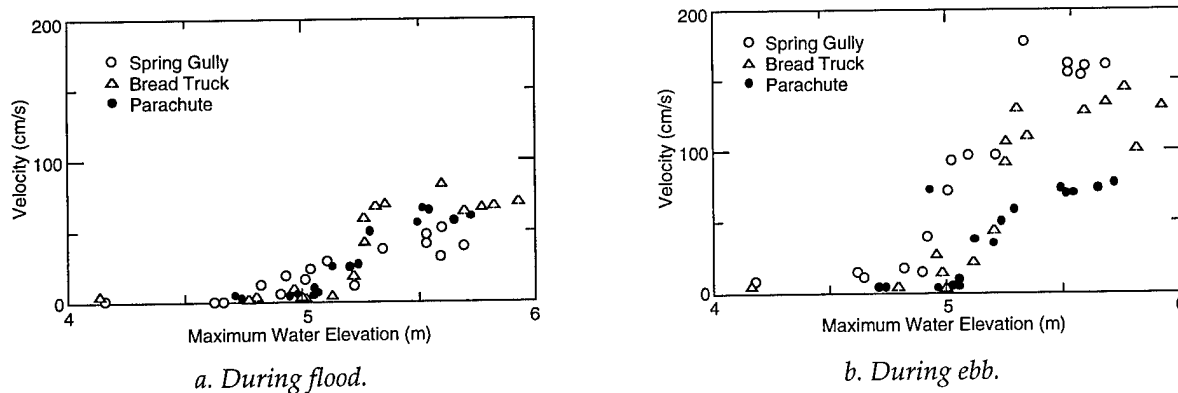 200
100
0
Velocity (cm/s)
Spring Gully
Bread Truck
Parachute
4
5
6
Maximum Water Elevation (m)
a. During flood.
200
100
0
Velocity (cm/s)
Spring Gully
Bread Truck
Parachute
4
5
Maximum Water Elevation (m)
b. During ebb.